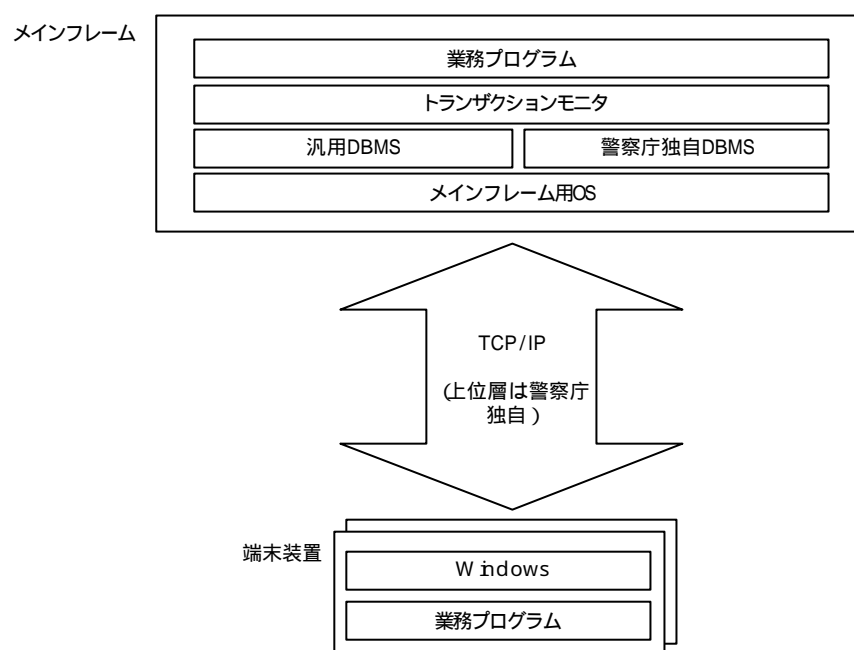 メインフレーム
業務プログラム
トランザクションモニタ
汎用DBMS
警察庁独自DBMS
メインフレーム用OS
TCP/IP
(上位層は警察庁
独自)
端末装置
Windows
業務プログラム